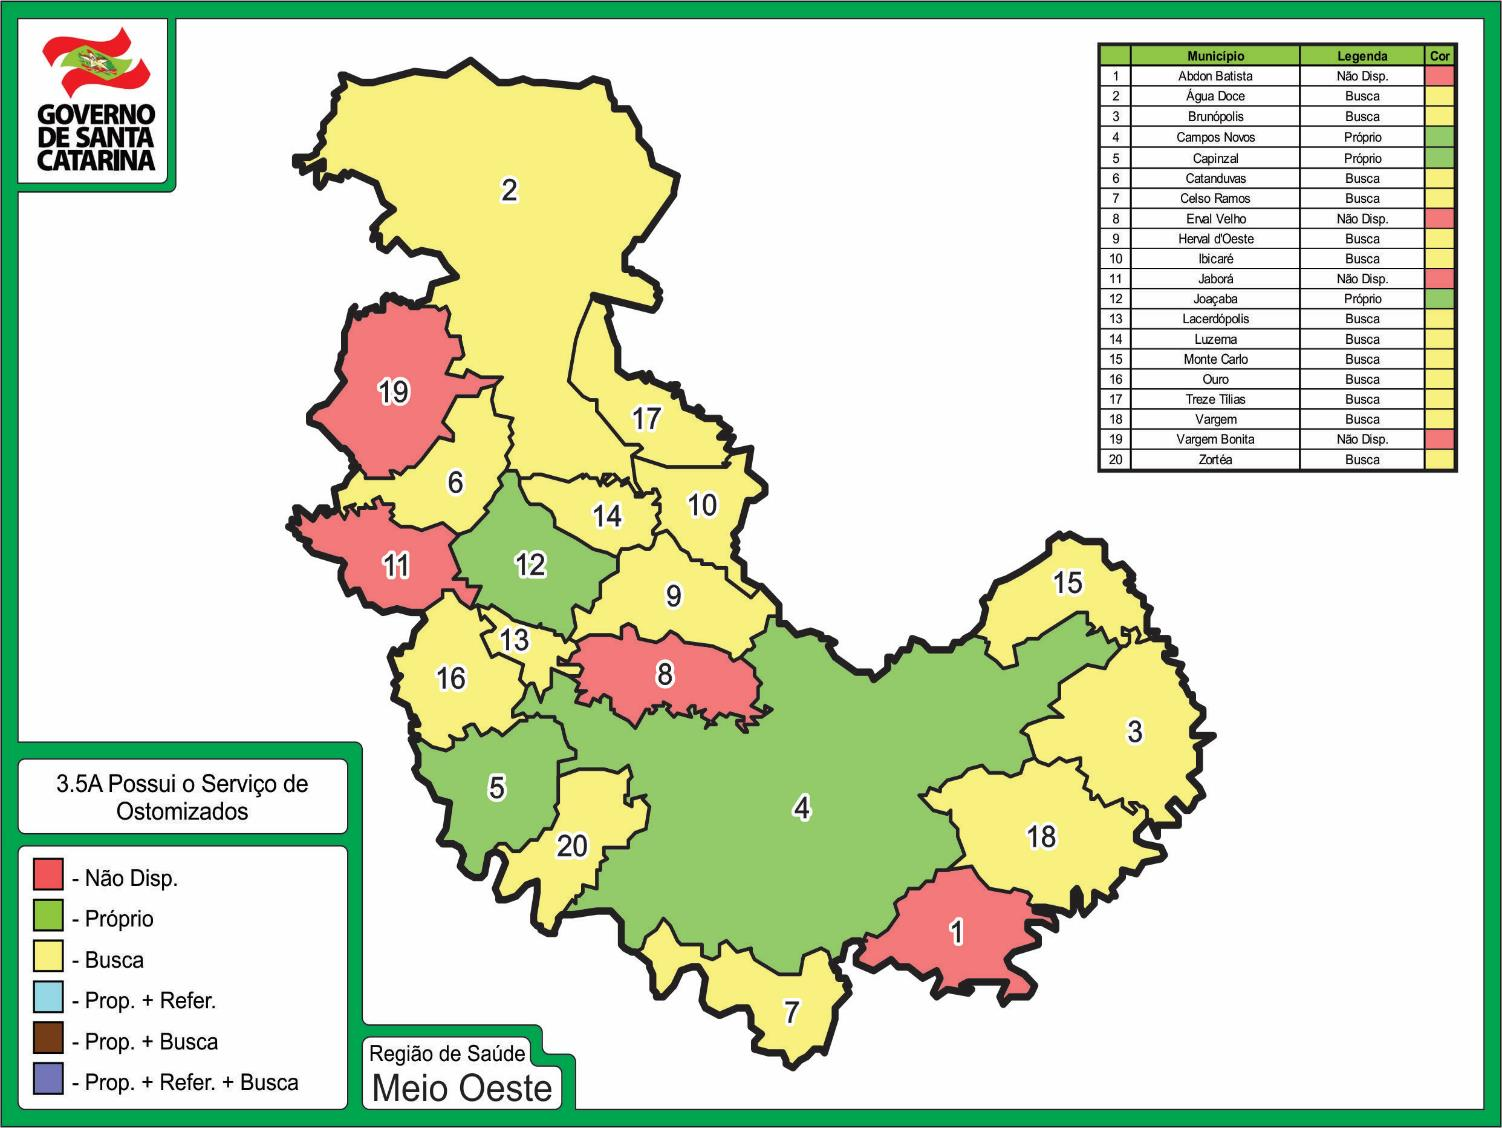 GOVERNO
DE SANTA
CATARINA
Município Legenda Cor
1 Abdon Batista Não Disp.
2 Água Doce Busca
3 Brunópolis Busca
4 Campos Novos Próprio
5 Capinzal Próprio
6 Catanduvas Busca
7 Celso Ramos Busca
8 Erval Velho Não Disp.
9 Herval d'Oeste Busca
10 Ibicaré Busca
11 Jaborá Não Disp.
12 Joaçaba Próprio
13 Lacerdópolis Busca
14 Luzerna Busca
15 Monte Carlo Busca
16 Ouro Busca
17 Treze Tílias Busca
18 Vargem Busca
19 Vargem Bonita Não Disp.
20 Zortéa Busca
2
19
17
6
14
10
12
11
9
15
13
16
8
3
5
4
20
18
1
7
3.5A Possui o Serviço de
Ostomizados
- Não Disp.
- Próprio
- Busca
- Prop. + Refer.
- Prop. + Busca
- Prop. + Refer. + Busca
Região de Saúde
Meio Oeste